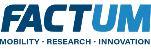 FACTUM
MOBILITY • RESEARCH • INNOVATION